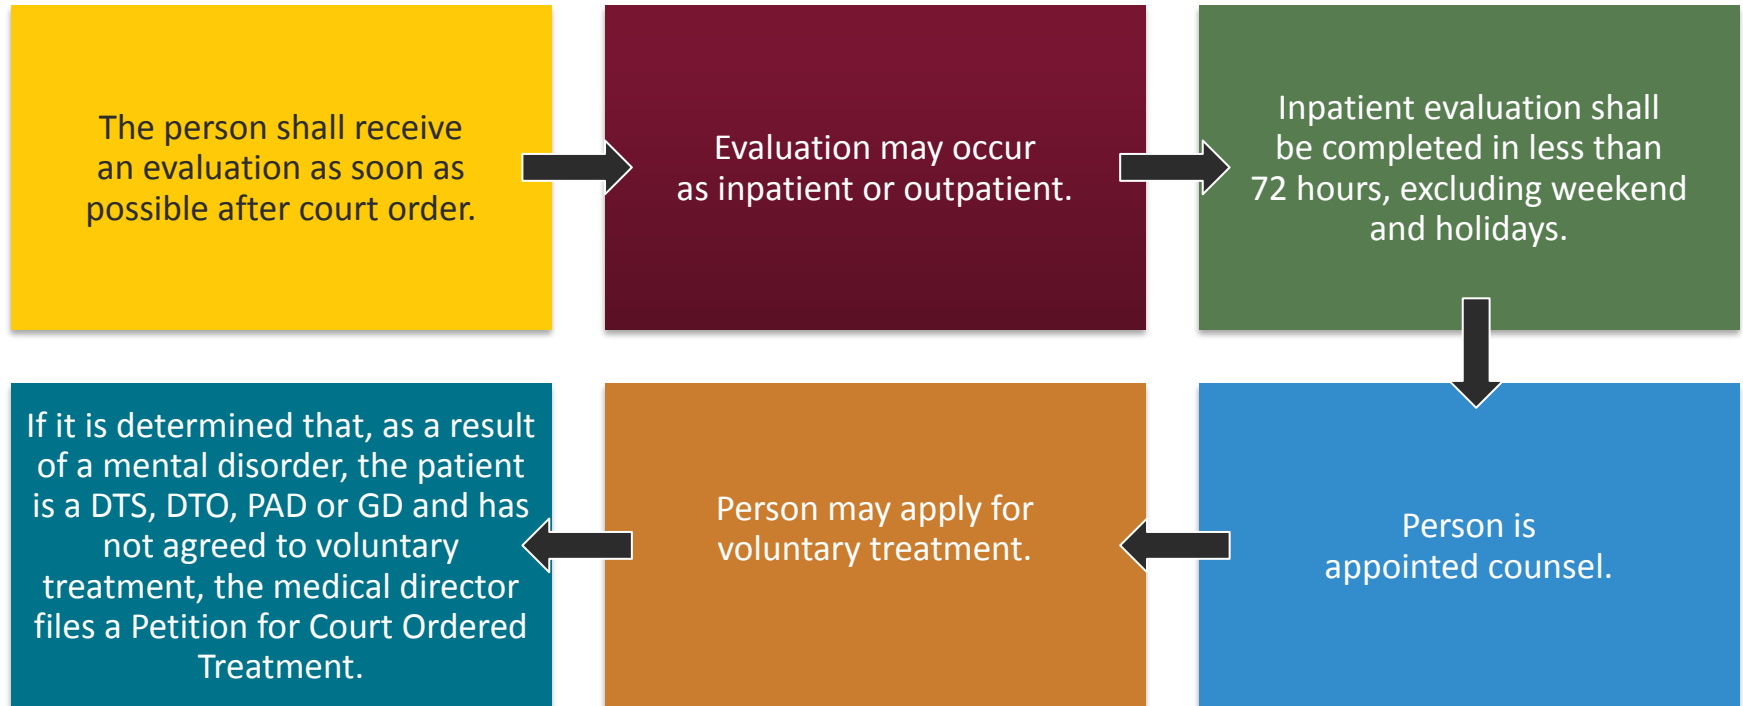 The person shall receive
an evaluation as soon as
possible after court order.
Evaluation may occur
as inpatient or outpatient.
Inpatient evaluation shall
be completed in less than
72 hours, excluding weekend
and holidays.
Person is
appointed counsel.
Person may apply for
voluntary treatment.
If it is determined that, as a result
of a mental disorder, the patient
is a DTS, DTO, PAD or GD and has
not agreed to voluntary
treatment, the medical director
files a Petition for Court Ordered
Treatment.